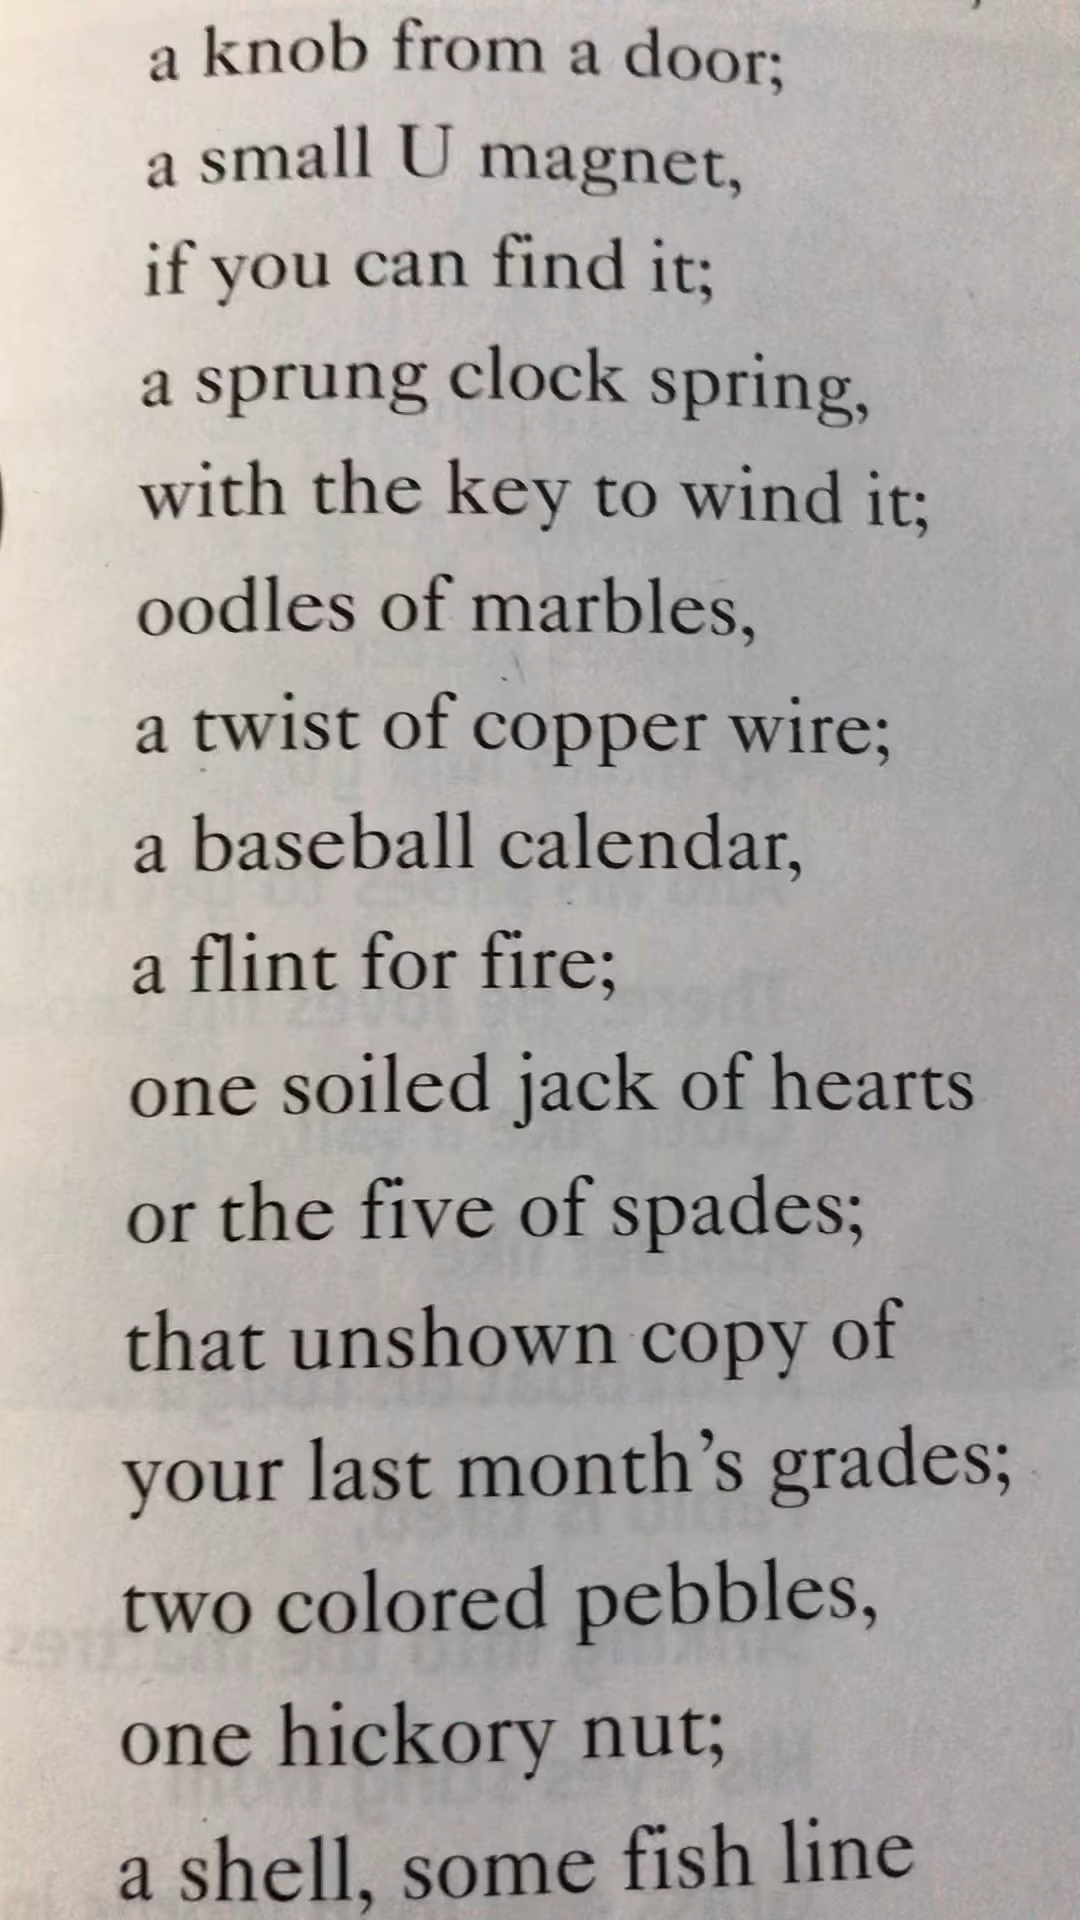 a knob from a door;
a small U magnet,
if you can find it;
a sprung clock spring,
with the key to wind it;
oodles of marbles,
a twist of copper wire;
a baseball calendar,
a flint for fire;
one soiled jack of hearts
or the five of spades;
that unshown copy of
your last month’s grades;
two colored pebbles,
one hickory nut;
a shell, some fish line